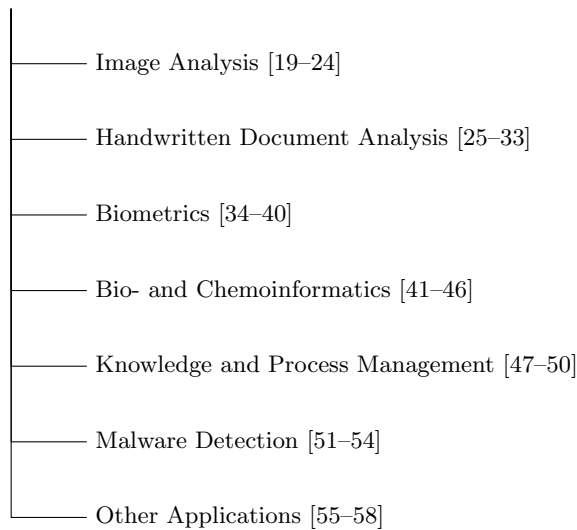 Image Analysis [19–24]
Handwritten Document Analysis [25–33]
Biometrics [34–40]
Bio- and Chemoinformatics [41–46]
Knowledge and Process Management [47–50]
Malware Detection [51–54]
Other Applications [55–58]